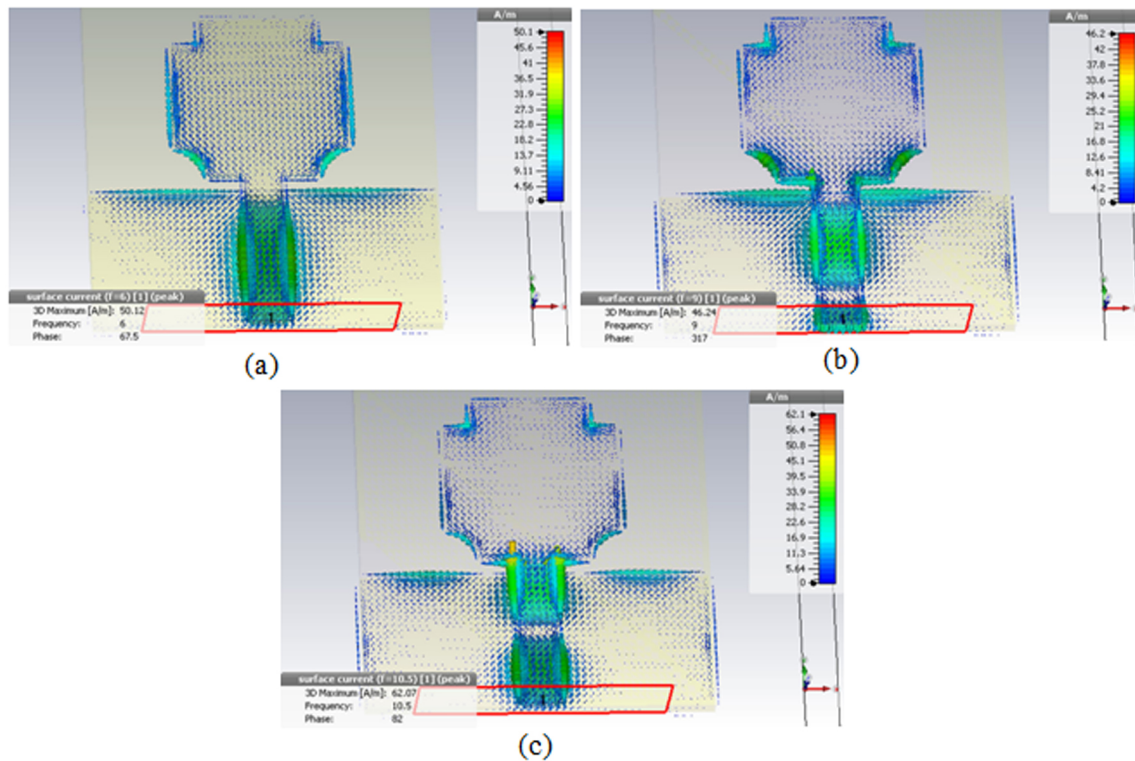 A/m
50.1
45.6
41
36.5
31.9
27.3
22.8
18.2
13.7
9.11
4.56
0
surface current (f=6) [1] (peak)
3D Maximum [A/m]: 50.12
Frequency: 6
Phase: 67.5
1
(a)
A/m
46.2
42
37.8
33.6
29.4
25.2
21
16.8
12.6
8.41
4.2
0
surface current (f=9) [1] (peak)
3D Maximum [A/m]: 46.24
Frequency: 9
Phase: 317
1
(b)
A/m
62.1
56.4
50.8
45.1
39.5
33.9
28.2
22.6
16.9
11.3
5.64
0
surface current (f=10.5) [1] (peak)
3D Maximum [A/m]: 62.07
Frequency: 10.5
Phase: 82
1
(c)